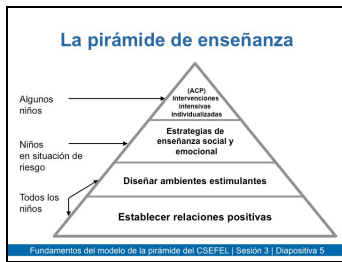 La pirámide de enseñanza
(ACP)
Intervenciones
intensivas
individualizadas
Algunos
niños
Estrategias de
enseñanza social y
emocional
Niños
en situación de
riesgo
Diseñar ambientes estimulantes
Todos los
niños
Establecer relaciones positivas
Fundamentos del modelo de la pirámide del CSEFEL | Sesión 3 | Diapositiva 5